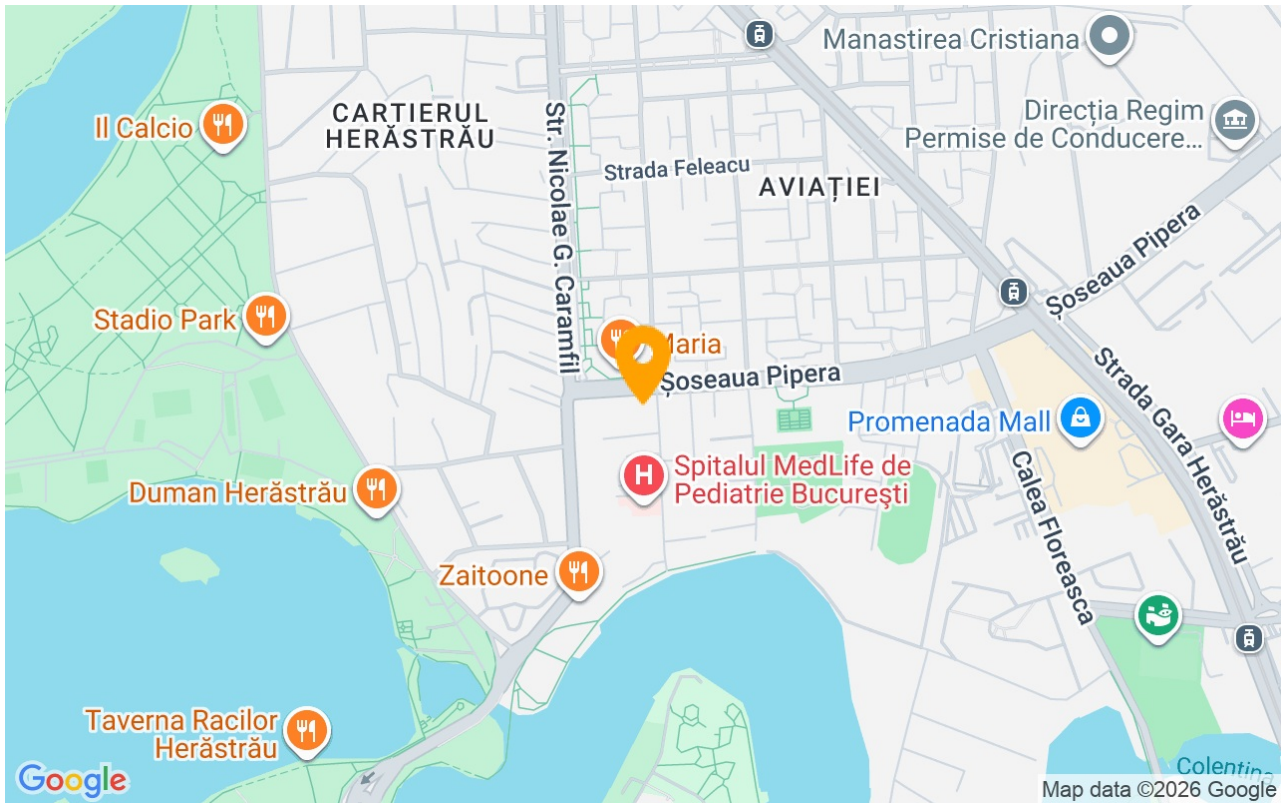 Manastirea Cristiana
CARTIERUL
HERĂSTRĂU
Il Calcio
Direcția Regim
Permise de Conducere...
Str. Nicolae G. Caramfil
Strada Feleacu
AVIAȚIEI
Șoseaua Pipera
Stadio Park
Maria
Șoseaua Pipera
Strada Gara Herăstrău
Promenada Mall
Spitalul MedLife de
Pediatrie București
Duman Herăstrău
Calea Floreasca
Zaitoone
Taverna Racilor
Herăstrău
Colentina
Google
Map data ©2026 Google